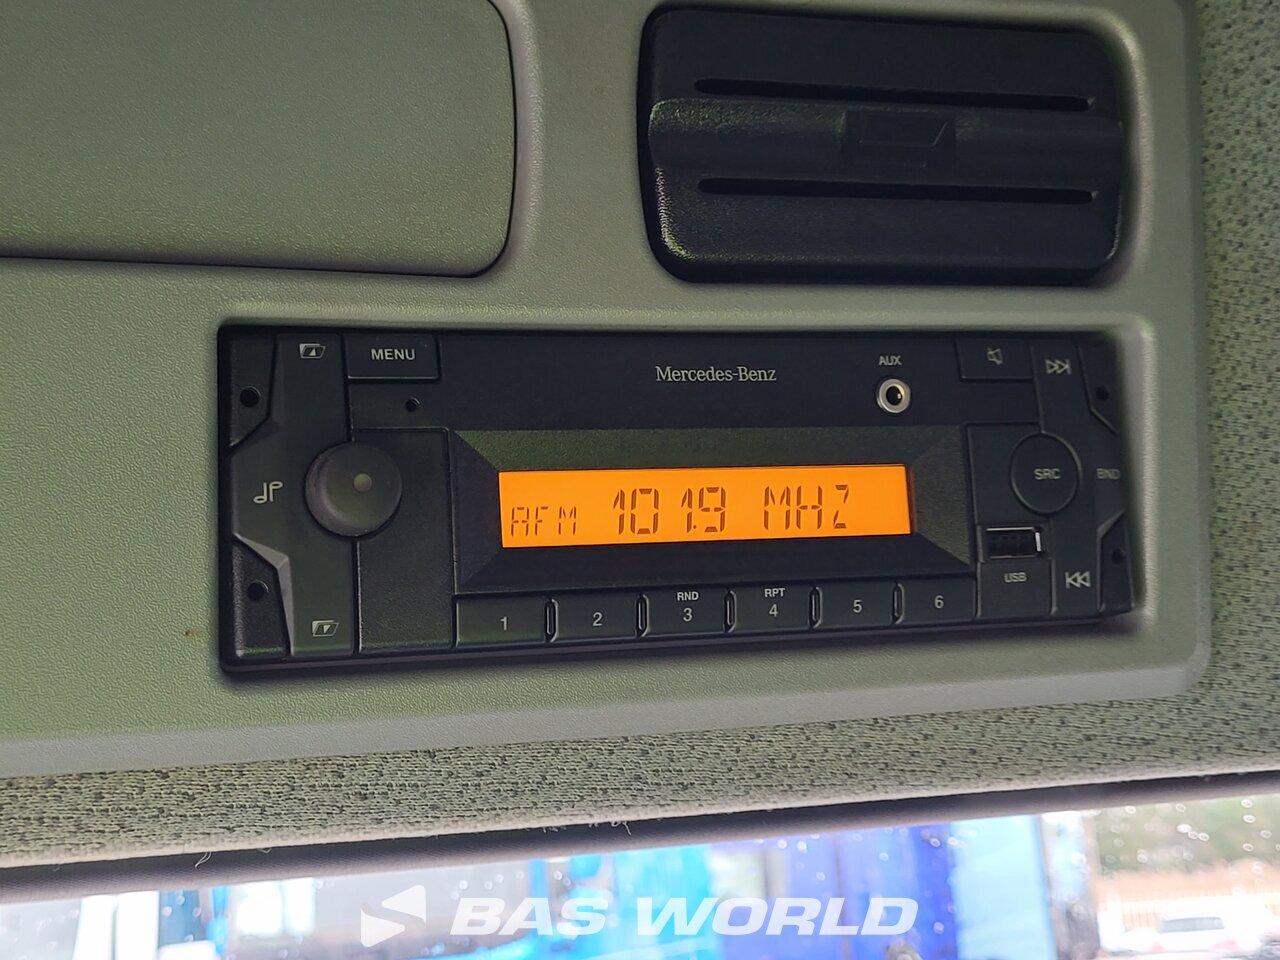 MENU
Mercedes-Benz
AUX
SRC
BND
AFM 101.9 MHZ
USB
1
2
RND
3
RPT
4
5
6
BAS WORLD